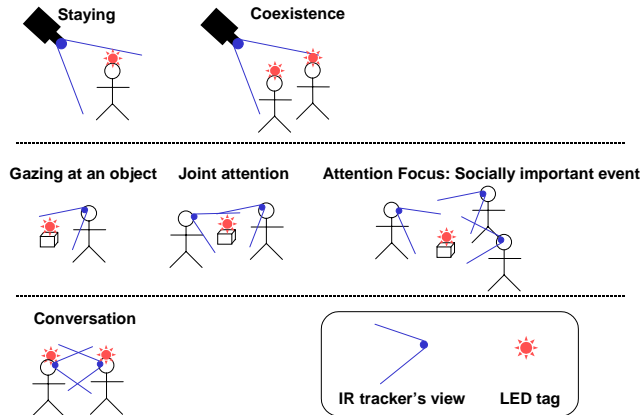 Staying
Coexistence
Gazing at an object
Joint attention
Attention Focus: Socially important event
Conversation
IR tracker's view
LED tag